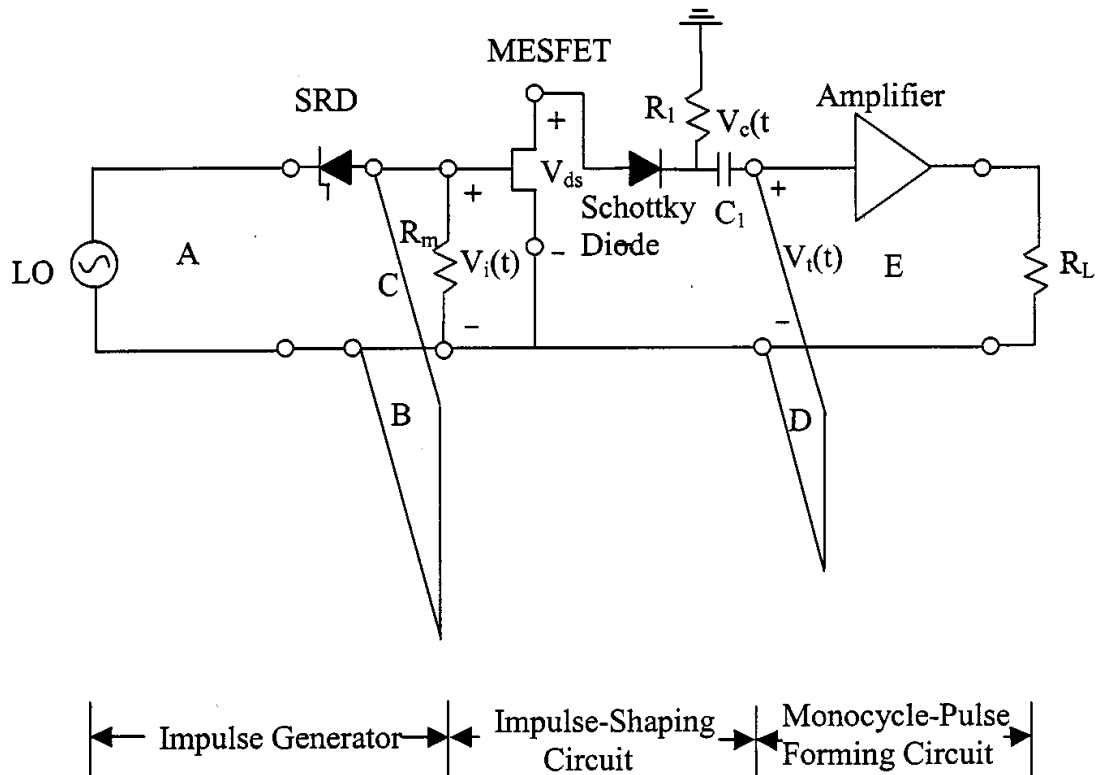 MESFET
SRD
R1
Vc(t
Amplifier
+
+
Vds
+
A
Rm
Vi(t)
Schottky
Diode
C1
Vt(t)
E
LO
C
-
RL
-
-
B
D
Impulse Generator
Impulse-Shaping
Circuit
Monocycle-Pulse
Forming Circuit